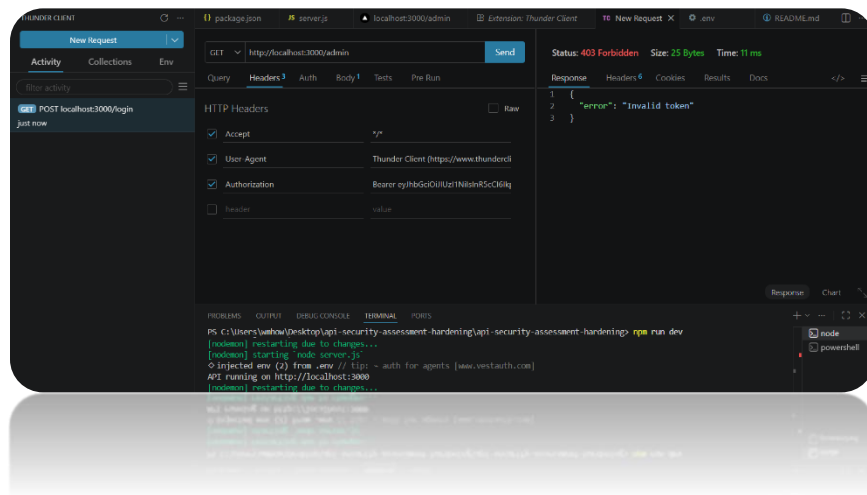 THUNDER CLIENT
package.json
server.js
localhost:3000/admin
Extension: Thunder Client
TC New Request
.env
README.md
New Request
Activity Collections Env
filter activity
GET POST localhost:3000/login
just now
GET http://localhost:3000/admin Send
Query Headers 3 Auth Body 1 Tests Pre Run
HTTP Headers Raw
Accept */*
User-Agent Thunder Client (https://www.thundercli
Authorization
header value
Status: 403 Forbidden Size: 25 Bytes Time: 11 ms
Response Headers 6 Cookies Results Docs
1 {
2 "error": "Invalid token"
3 }
Response Chart
PROBLEMS OUTPUT DEBUG CONSOLE TERMINAL PORTS
PS C:\Users\wmhow\Desktop\api-security-assessment-hardening\api-security-assessment-hardening> npm run dev
[nodemon] restarting due to changes...
[nodemon] starting `node server.js`
injected env (2) from .env // tip: ~ auth for agents [www.vestauth.com]
API running on http://localhost:3000
[nodemon] restarting due to changes...
node
powershell